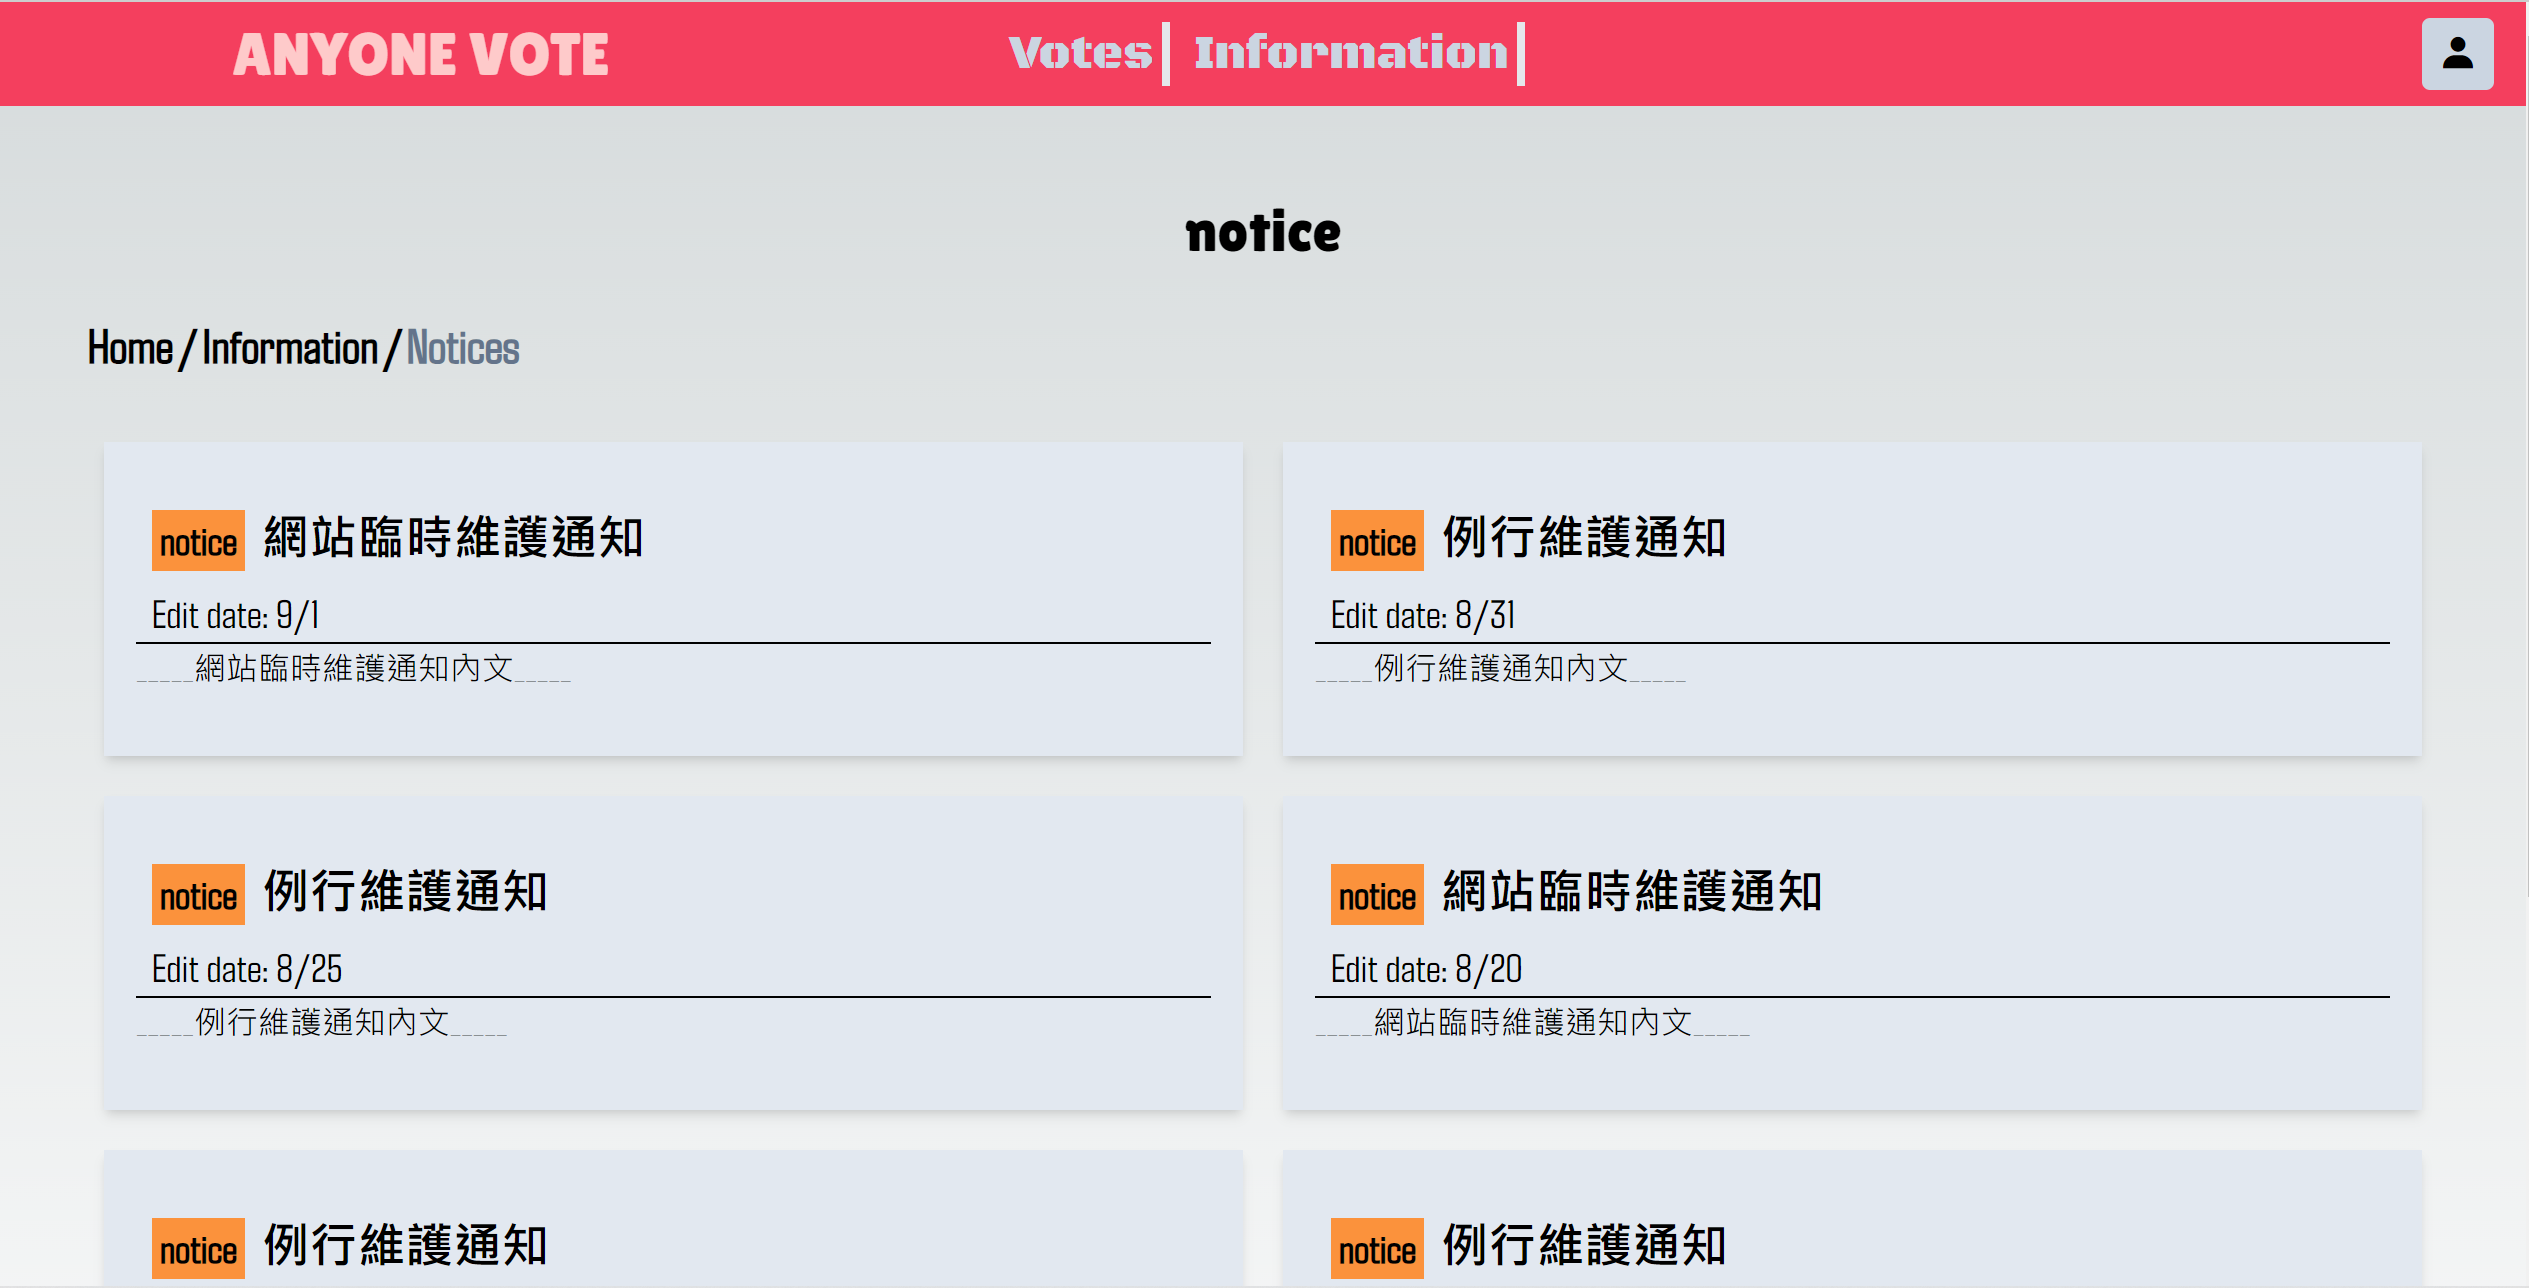 ANYONE VOTE
Votes Information
notice
Home / Information / Notices
notice 網站臨時維護通知
Edit date: 9/1
_____網站臨時維護通知內文_____
notice 例行維護通知
Edit date: 8/31
_____例行維護通知內文_____
notice 例行維護通知
Edit date: 8/25
_____例行維護通知內文_____
notice 網站臨時維護通知
Edit date: 8/20
_____網站臨時維護通知內文_____
notice 例行維護通知
notice 例行維護通知